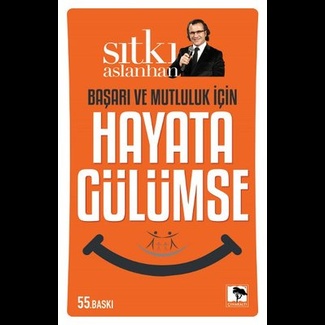 sıtkı
aslanhan
BAŞARI VE MUTLULUK İÇİN
HAYATA
GÜLÜMSE
55.BASKI